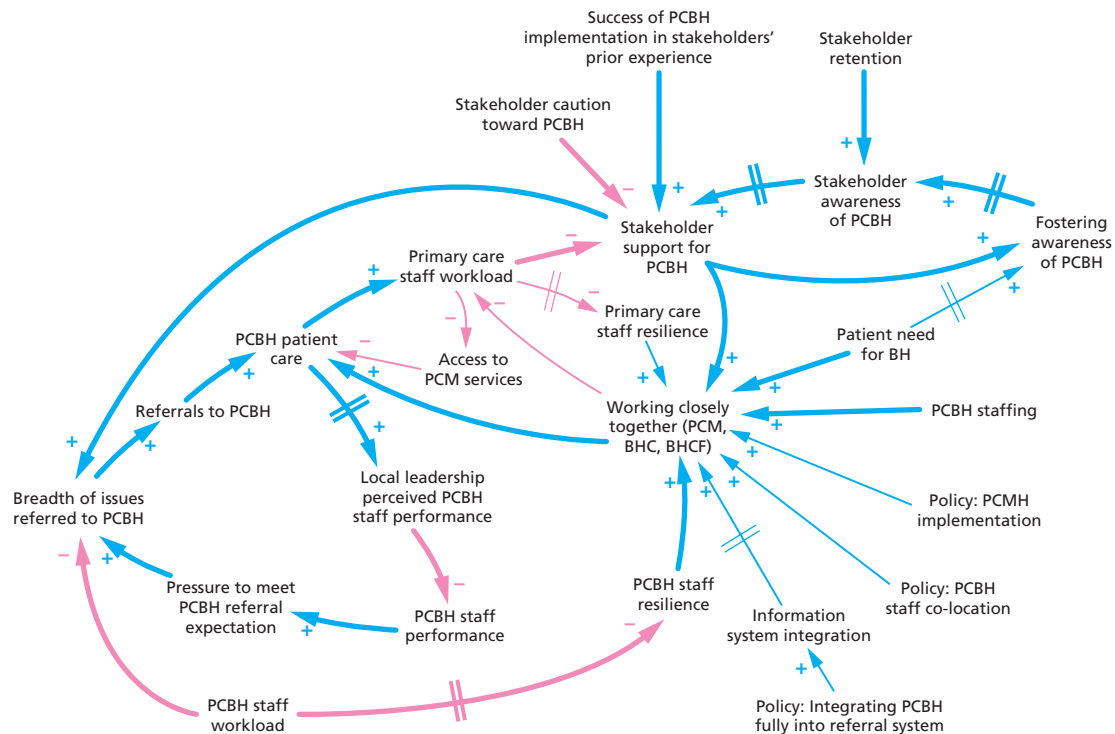 Success of PCBH
implementation in stakeholders’
prior experience
Stakeholder
retention
Stakeholder caution
toward PCBH
+
–
+
+
Stakeholder
awareness
of PCBH
+
Fostering
awareness
of PCBH
+
+
Stakeholder
support for
PCBH
–
Primary care
staff workload
+
–
–
Primary care
staff resilience
–
Patient need
for BH
PCBH patient
care
–
Access to
PCM services
+
+
+
+
+
Referrals to PCBH
+
Working closely
together (PCM,
BHC, BHCF)
+
PCBH staffing
+
+
+
+
Local leadership
perceived PCBH
staff performance
+
+
+
Breadth of issues
referred to PCBH
Policy: PCMH
implementation
–
+
Pressure to meet
PCBH referral
expectation
–
PCBH staff
performance
+
PCBH staff
resilience
–
Policy: PCBH
staff co-location
Information
system integration
+
PCBH staff
workload
Policy: Integrating PCBH
fully into referral system